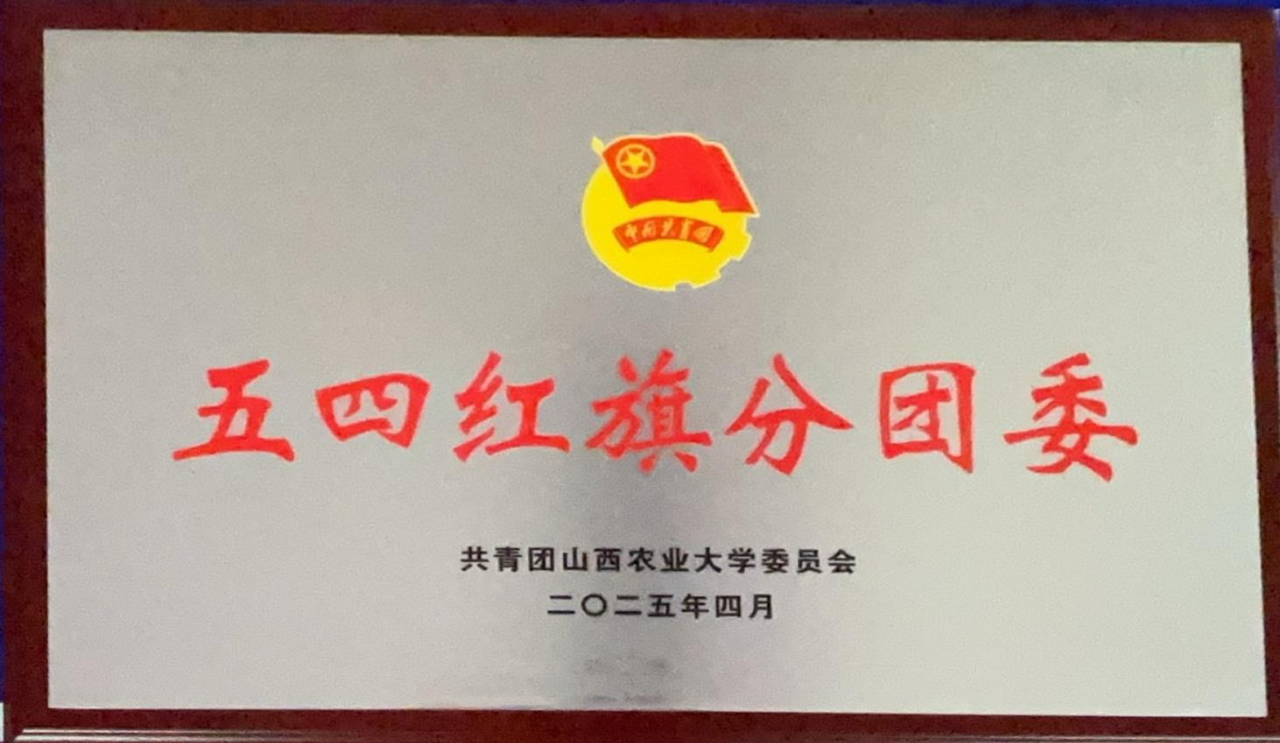 中国共青团
五四红旗分团委
共青团山西农业大学委员会
二〇二五年四月